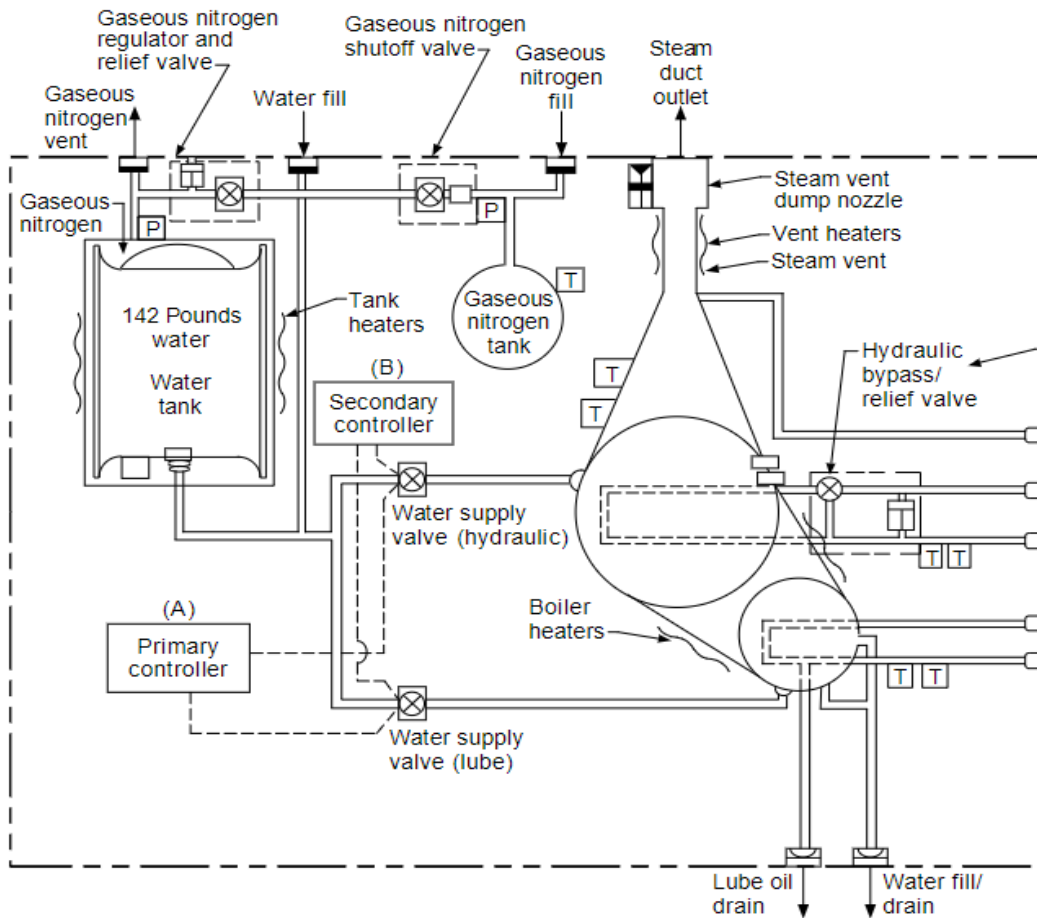 Gaseous nitrogen
regulator and
relief valve
Gaseous nitrogen
shutoff valve
Gaseous
nitrogen
fill
Steam
duct
outlet
Gaseous
nitrogen
vent
Water fill
Gaseous
nitrogen
P
P
Steam vent
dump nozzle
Vent heaters
Steam vent
T
Gaseous
nitrogen
tank
Tank
heaters
142 Pounds
water
Water
tank
Hydraulic
bypass/
relief valve
(B)
Secondary
controller
T
T
Water supply
valve (hydraulic)
T
T
(A)
Primary
controller
Boiler
heaters
T
T
Water supply
valve (lube)
Lube oil
drain
Water fill/
drain